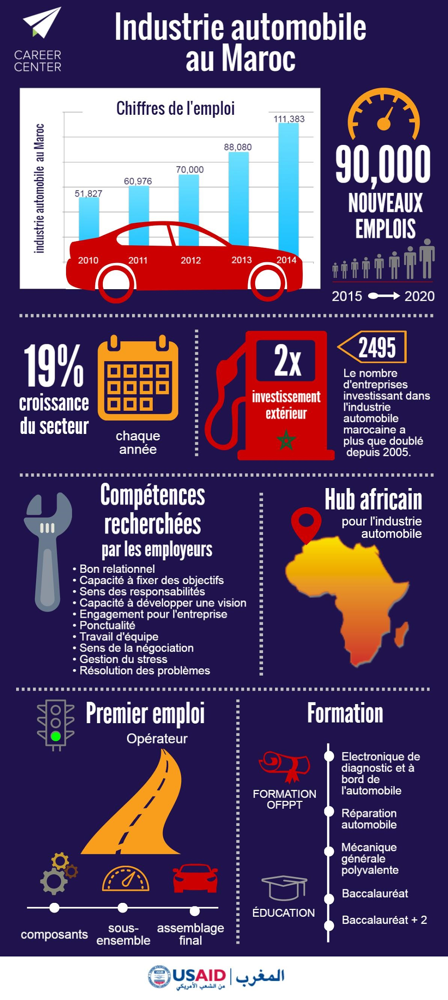 CAREER
CENTER
Industrie automobile
au Maroc
Chiffres de l'emploi
industrie automobile au Maroc
51,827
60,976
70,000
88,080
111,383
2010
2011
2012
2013
2014
90,000
NOUVEAUX
EMPLOIS
2015
2020
19%
croissance
du secteur
chaque
année
2x
investissement
extérieur
2495
Le nombre
d'entreprises
investissant dans
l'industrie
automobile
marocaine a
plus que doublé
depuis 2005.
Compétences
recherchées
par les employeurs
• Bon relationnel
• Capacité à fixer des objectifs
• Sens des responsabilités
• Capacité à développer une vision
• Engagement pour l'entreprise
• Ponctualité
• Travail d'équipe
• Sens de la négociation
• Gestion du stress
• Résolution des problèmes
Hub africain
pour l'industrie
automobile
Premier emploi
Opérateur
composants
sous-
ensemble
assemblage
final
Formation
FORMATION
OFPPT
Electronique de
diagnostic et à
bord de
l'automobile
Réparation
automobile
Mécanique
générale
polyvalente
ÉDUCATION
Baccalauréat
Baccalauréat + 2
USAID
USAID
من الشعب الأمريكي
المغرب